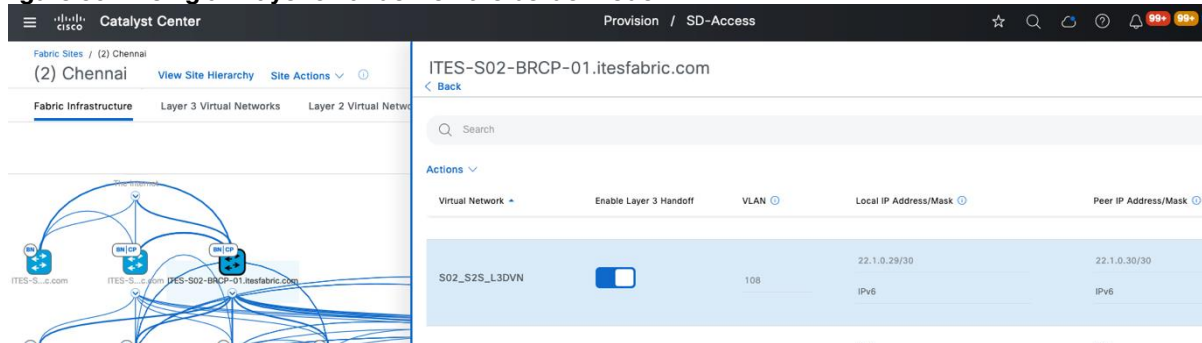 cisco Catalyst Center
Provision / SD-Access
99+ 99+
Fabric Sites / (2) Chennai
(2) Chennai View Site Hierarchy Site Actions
Fabric Infrastructure Layer 3 Virtual Networks Layer 2 Virtual Netwo
The Internet
BN BN|CP BN|CP
ITES-S...c.com ITES-S...c.com ITES-S02-BRCP-01.itesfabric.com
ITES-S02-BRCP-01.itesfabric.com
< Back
Search
Actions
Virtual Network Enable Layer 3 Handoff VLAN Local IP Address/Mask Peer IP Address/Mask
S02_S2S_L3DVN 108 22.1.0.29/30 22.1.0.30/30
IPv6 IPv6